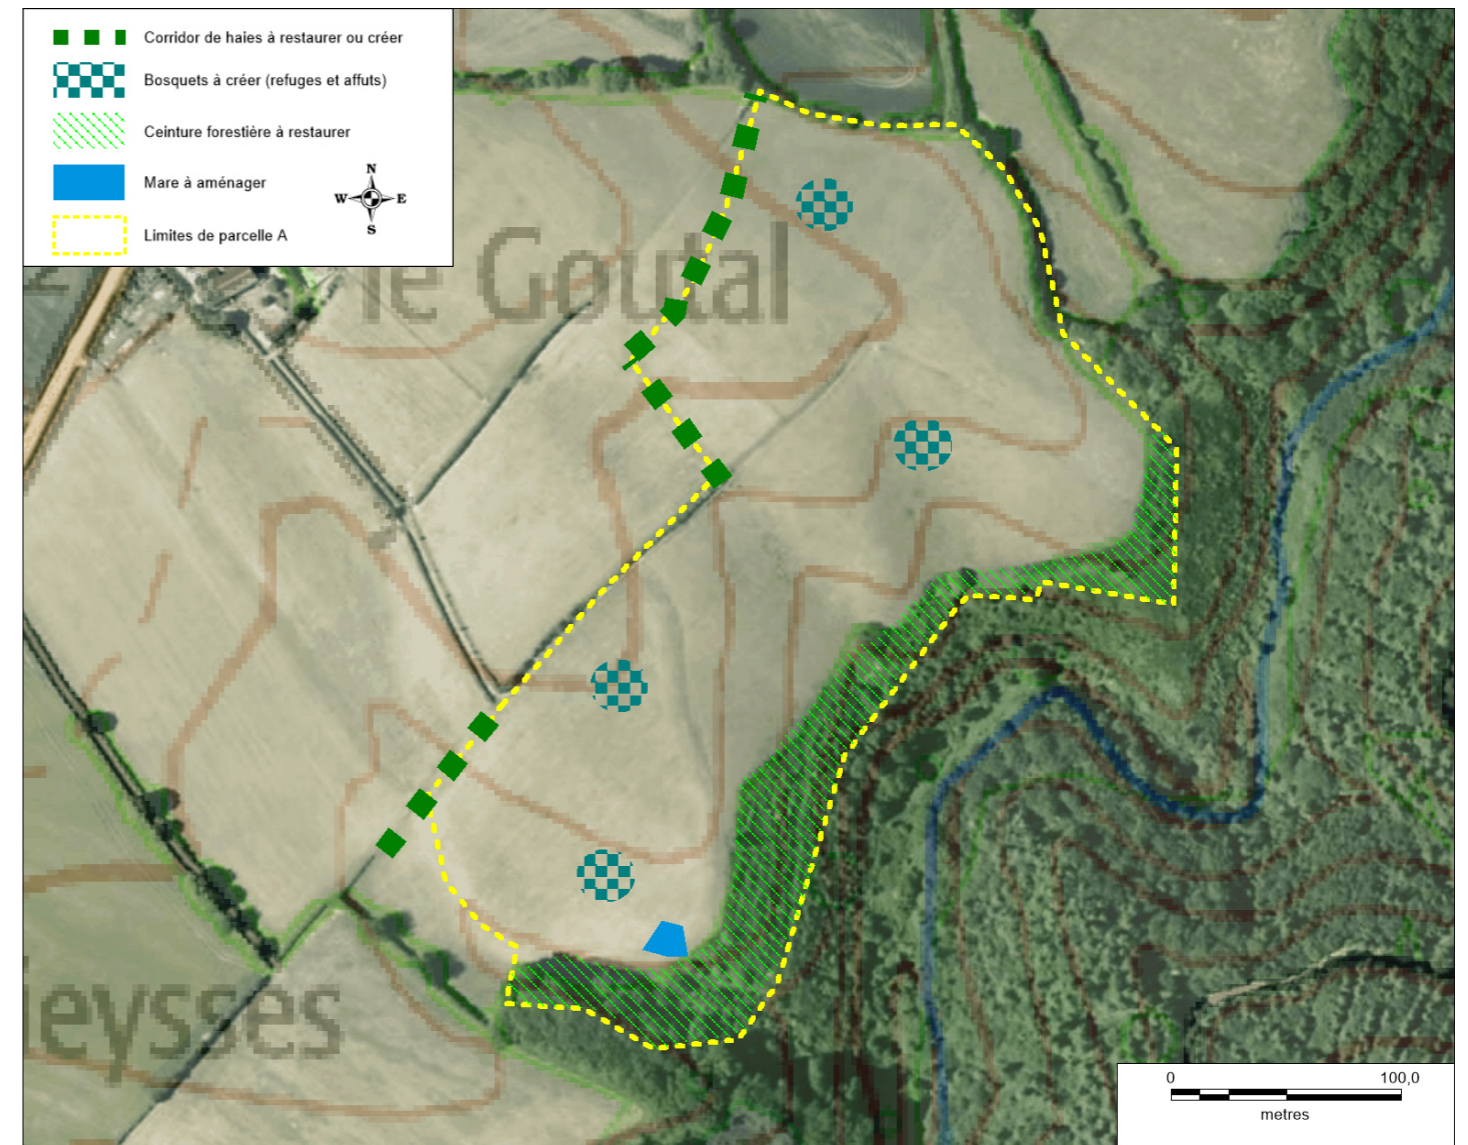 Corridor de haies à restaurer ou créer
Bosquets à créer (refuges et affuts)
Ceinture forestière à restaurer
Mare à aménager
Limites de parcelle A
N
W E
S
le Goutal
eysses
0 100,0
metres